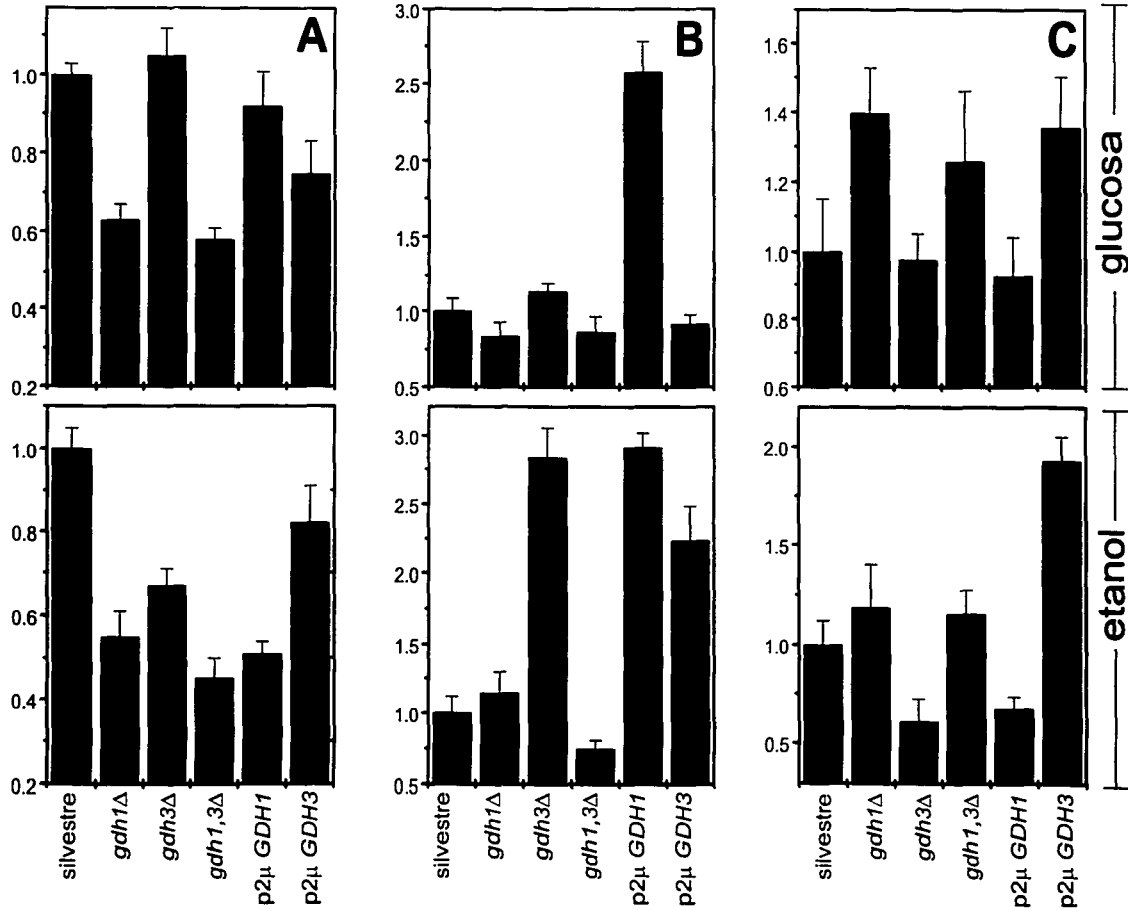 A
1.0
0.8
0.6
0.4
0.2
B
3.0
2.5
2.0
1.5
1.0
0.5
C
1.6
1.4
1.2
1.0
0.8
0.6
glucosa
1.0
0.8
0.6
0.4
0.2
3.0
2.5
2.0
1.5
1.0
0.5
2.0
1.5
1.0
0.5
etanol
silvestre
gdh1Δ
gdh3Δ
gdh1,3Δ
p2μ GDH1
p2μ GDH3
silvestre
gdh1Δ
gdh3Δ
gdh1,3Δ
p2μ GDH1
p2μ GDH3
silvestre
gdh1Δ
gdh3Δ
gdh1,3Δ
p2μ GDH1
p2μ GDH3